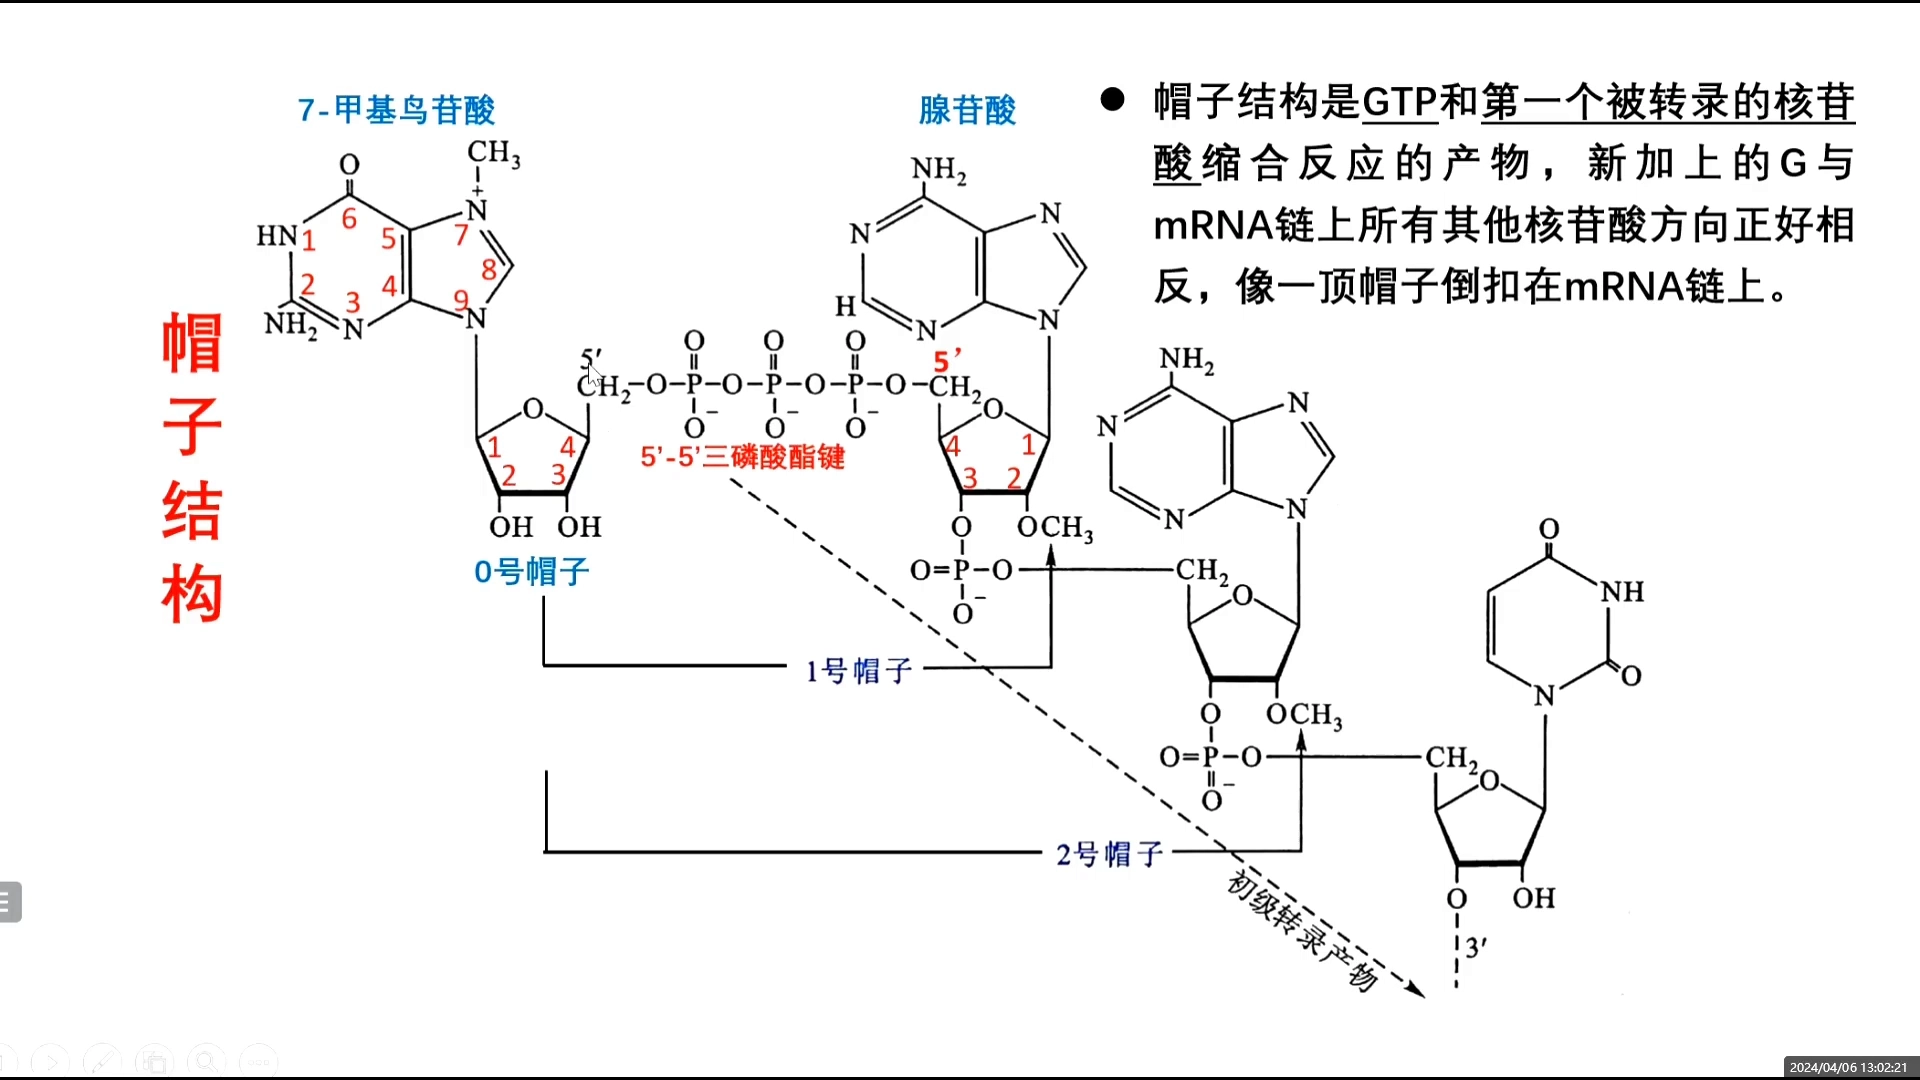 7-甲基鸟苷酸
腺苷酸
● 帽子结构是GTP和第一个被转录的核苷
酸缩合反应的产物，新加上的G与
mRNA链上所有其他核苷酸方向正好相
反，像一顶帽子倒扣在mRNA链上。
帽子结构
O
CH3
+
N
HN
NH2
N
N
1 2 3 4 5 6 7 8 9
NH2
N
N
H
N
N
5′
CH2-O-P-O-P-O-P-O-CH2
5’
O O O
O⁻ O⁻ O⁻
5’-5’三磷酸酯键
O
1 2 3 4
OH OH
O
4 3 2 1
O OCH3
0号帽子
O=P-O
O⁻
CH2
NH2
N
N
N
N
O
1号帽子
O OCH3
O=P-O
O⁻
CH2
O
NH
O
N
O
2号帽子
O OH
3′
初级转录产物
2024/04/06 13:02:21